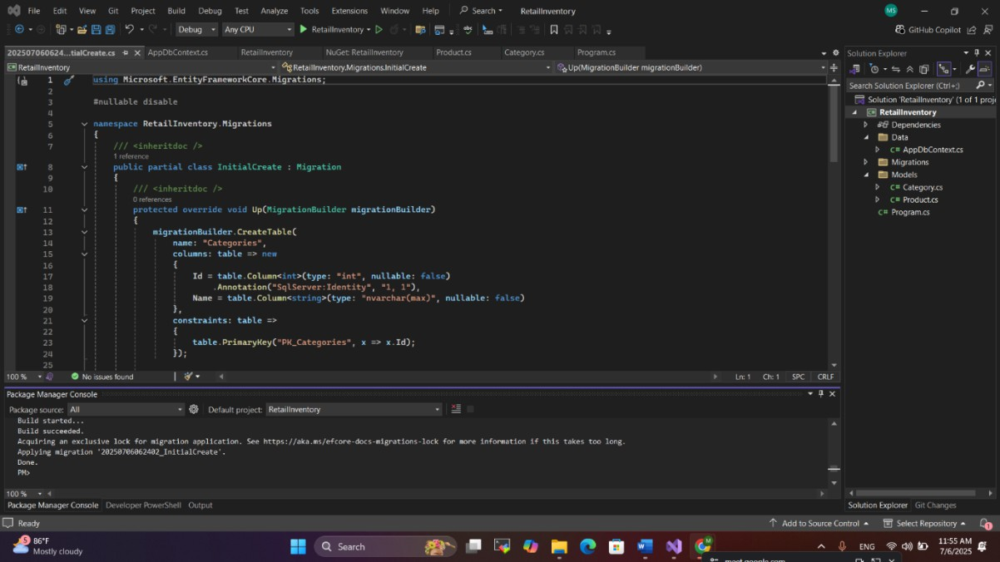 File Edit View Git Project Build Debug Test Analyze Tools Extensions Window Help Search RetailInventory MS
Debug Any CPU RetailInventory GitHub Copilot
202507060624...tialCreate.cs AppDbContext.cs RetailInventory NuGet: RetailInventory Product.cs Category.cs Program.cs
RetailInventory RetailInventory.Migrations.InitialCreate Up(MigrationBuilder migrationBuilder)
1 using Microsoft.EntityFrameworkCore.Migrations;
2
3 #nullable disable
4
5 namespace RetailInventory.Migrations
6 {
7 /// <inheritdoc />
1 reference
8 public partial class InitialCreate : Migration
9 {
10 /// <inheritdoc />
0 references
11 protected override void Up(MigrationBuilder migrationBuilder)
12 {
13 migrationBuilder.CreateTable(
14 name: "Categories",
15 columns: table => new
16 {
17 Id = table.Column<int>(type: "int", nullable: false)
18 .Annotation("SqlServer:Identity", "1, 1"),
19 Name = table.Column<string>(type: "nvarchar(max)", nullable: false)
20 },
21 constraints: table =>
22 {
23 table.PrimaryKey("PK_Categories", x => x.Id);
24 });
25
100 % No issues found Ln: 1 Ch: 1 SPC CRLF
Package Manager Console
Package source: All Default project: RetailInventory
Build started...
Build succeeded.
Acquiring an exclusive lock for migration application. See https://aka.ms/efcore-docs-migrations-lock for more information if this takes too long.
Applying migration '20250706062402_InitialCreate'.
Done.
PM>
100 %
Package Manager Console Developer PowerShell Output
Solution Explorer
Search Solution Explorer (Ctrl+;)
Solution 'RetailInventory' (1 of 1 proje
RetailInventory
Dependencies
Data
C# AppDbContext.cs
Migrations
Models
C# Category.cs
C# Product.cs
C# Program.cs
Solution Explorer Git Changes
Ready Add to Source Control Select Repository 1
5 86°F
Mostly cloudy
Search
ENG
11:55 AM
7/6/2025
meet.google.com